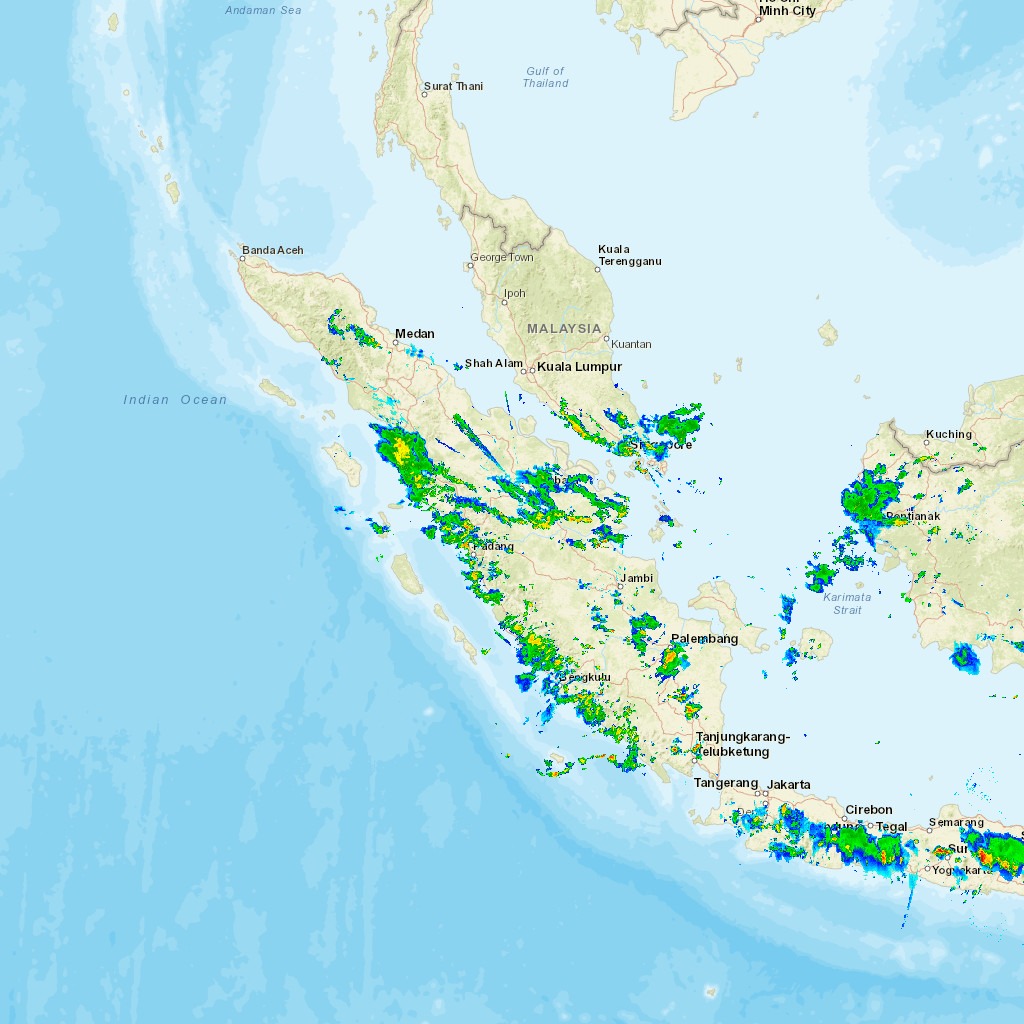 Andaman Sea
Minh City
Gulf of
Thailand
Surat Thani
Banda Aceh
George Town
Kuala
Terengganu
Ipoh
MALAYSIA
Medan
Kuantan
Shah Alam
Kuala Lumpur
Indian Ocean
Kuching
Padang
Jambi
Karimata
Strait
Palembang
Bengkulu
Tanjungkarang-
Telubketung
Tangerang
Jakarta
Cirebon
Tegal
Semarang